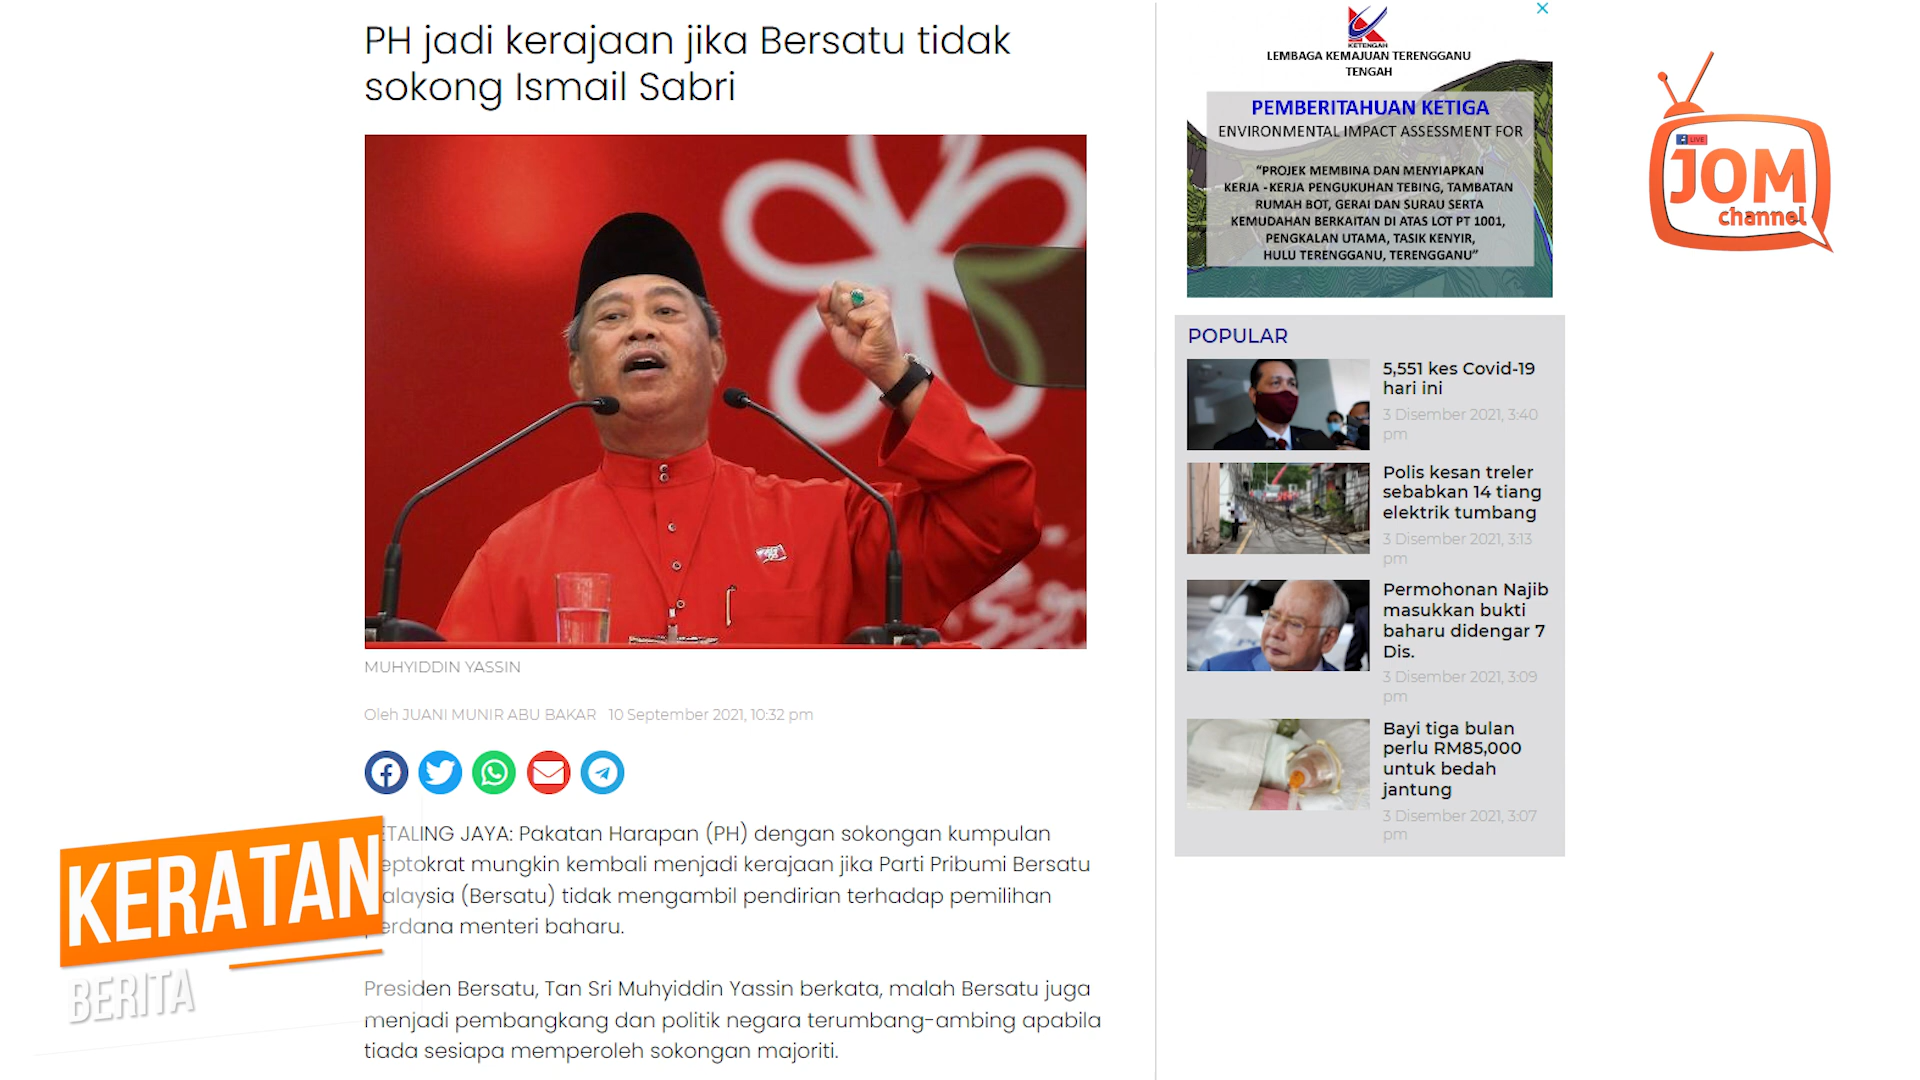 PH jadi kerajaan jika Bersatu tidak
sokong Ismail Sabri
MUHYIDDIN YASSIN
Oleh JUANI MUNIR ABU BAKAR 10 September 2021, 10:32 pm
ETALING JAYA: Pakatan Harapan (PH) dengan sokongan kumpulan
eptokrat mungkin kembali menjadi kerajaan jika Parti Pribumi Bersatu
alaysia (Bersatu) tidak mengambil pendirian terhadap pemilihan
perdana menteri baharu.
Presiden Bersatu, Tan Sri Muhyiddin Yassin berkata, malah Bersatu juga
menjadi pembangkang dan politik negara terumbang-ambing apabila
tiada sesiapa memperoleh sokongan majoriti.
KERATAN
BERITA
KETENGAH
LEMBAGA KEMAJUAN TERENGGANU
TENGAH
PEMBERITAHUAN KETIGA
ENVIRONMENTAL IMPACT ASSESSMENT FOR
"PROJEK MEMBINA DAN MENYIAPKAN
KERJA - KERJA PENGUKUHAN TEBING, TAMBATAN
RUMAH BOT, GERAI DAN SURAU SERTA
KEMUDAHAN BERKAITAN DI ATAS LOT PT 1001,
PENGKALAN UTAMA, TASIK KENYIR,
HULU TERENGGANU, TERENGGANU"
POPULAR
5,551 kes Covid-19
hari ini
3 Disember 2021, 3:40
pm
Polis kesan treler
sebabkan 14 tiang
elektrik tumbang
3 Disember 2021, 3:13
pm
Permohonan Najib
masukkan bukti
baharu didengar 7
Dis.
3 Disember 2021, 3:09
pm
Bayi tiga bulan
perlu RM85,000
untuk bedah
jantung
3 Disember 2021, 3:07
pm
LIVE
JOM
channel